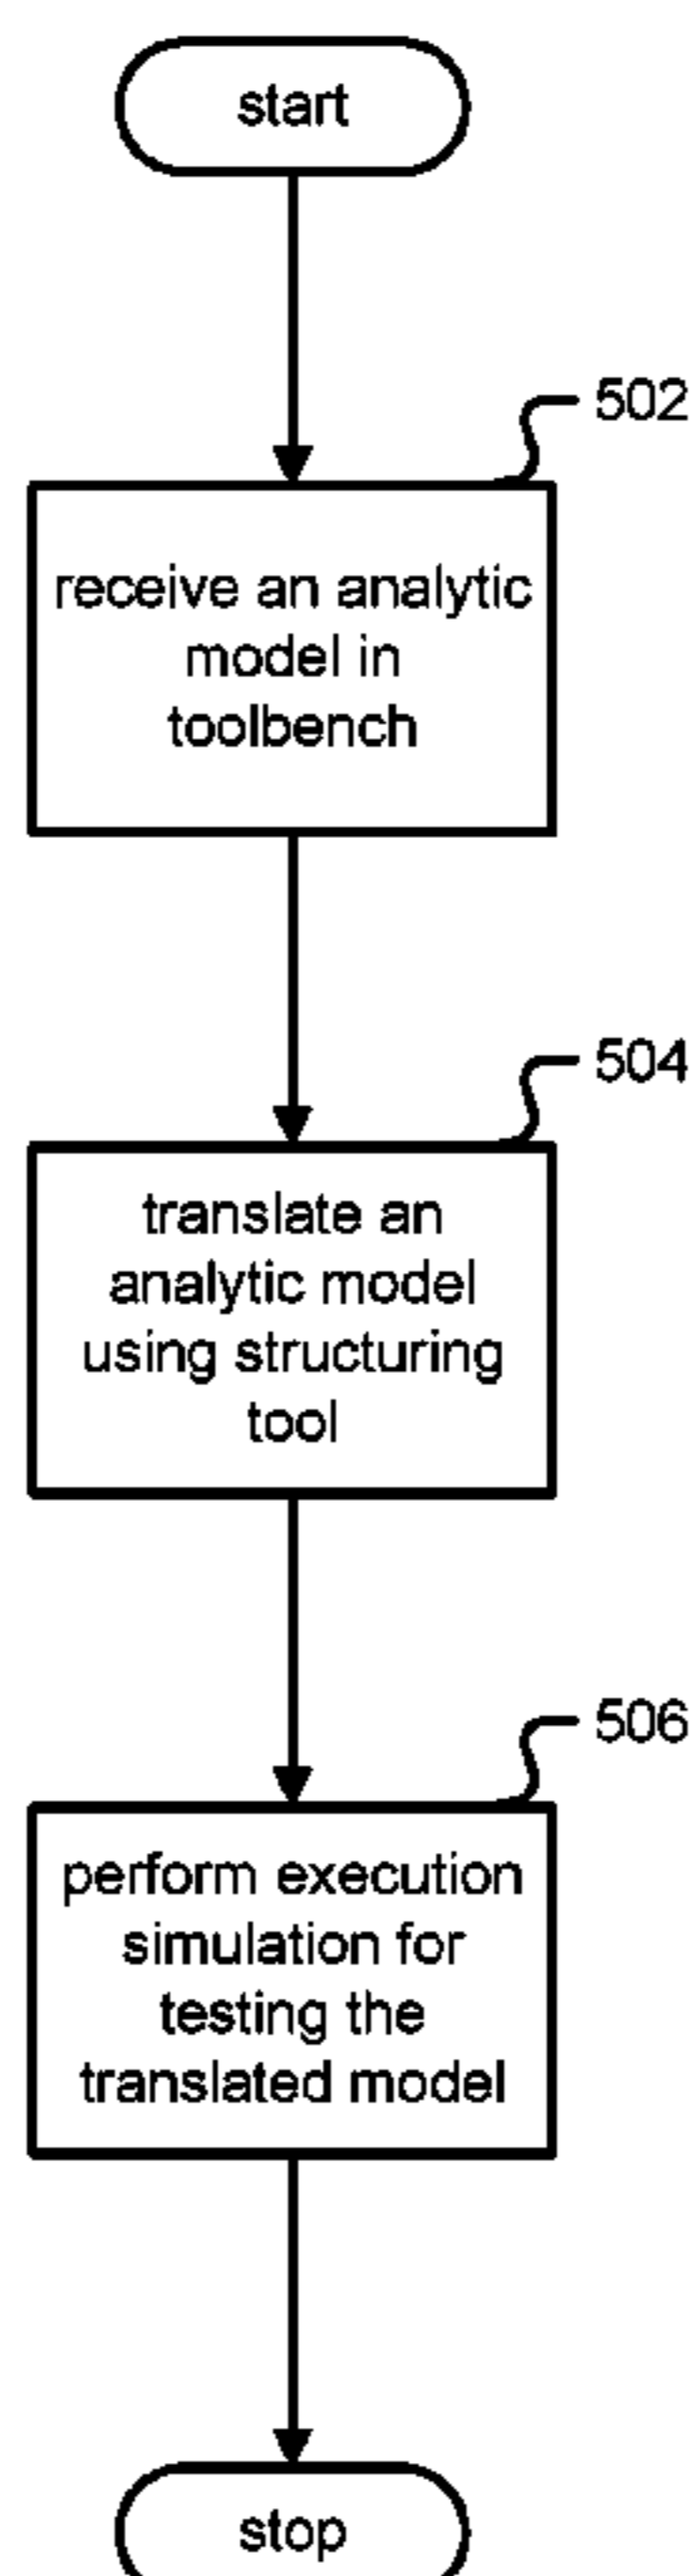 start
502
receive an analytic
model in
toolbench
504
translate an
analytic model
using structuring
tool
506
perform execution
simulation for
testing the
translated model
stop